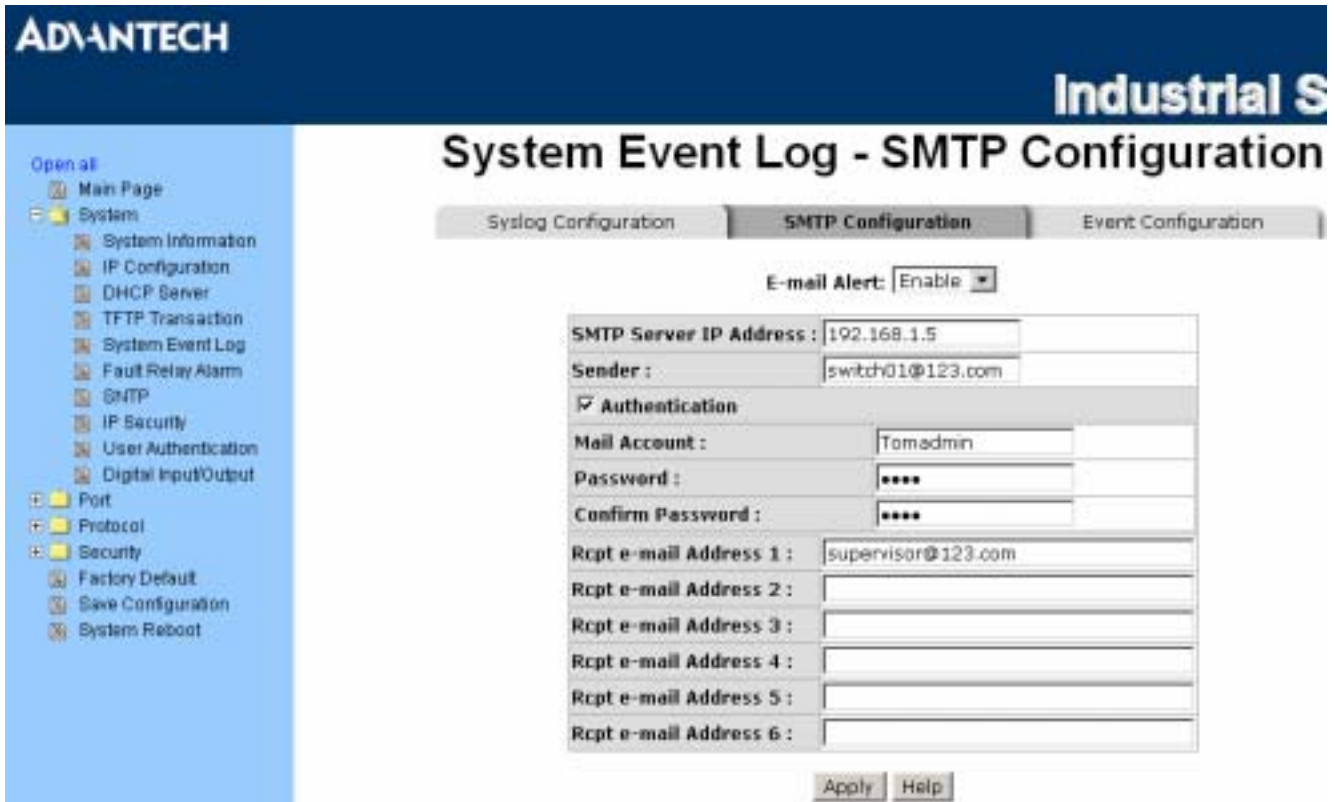 ADVANTECH
Industrial S
System Event Log - SMTP Configuration
Open all
Main Page
System
System Information
IP Configuration
DHCP Server
TFTP Transaction
System Event Log
Fault Relay Alarm
SNTP
IP Security
User Authentication
Digital Input/Output
Port
Protocol
Security
Factory Default
Save Configuration
System Reboot
Syslog Configuration SMTP Configuration Event Configuration
E-mail Alert: Enable
SMTP Server IP Address : 192.168.1.5
Sender : switch01@123.com
Authentication
Mail Account : Tomadmin
Password : ••••
Confirm Password : ••••
Rcpt e-mail Address 1 : supervisor@123.com
Rcpt e-mail Address 2 :
Rcpt e-mail Address 3 :
Rcpt e-mail Address 4 :
Rcpt e-mail Address 5 :
Rcpt e-mail Address 6 :
Apply Help